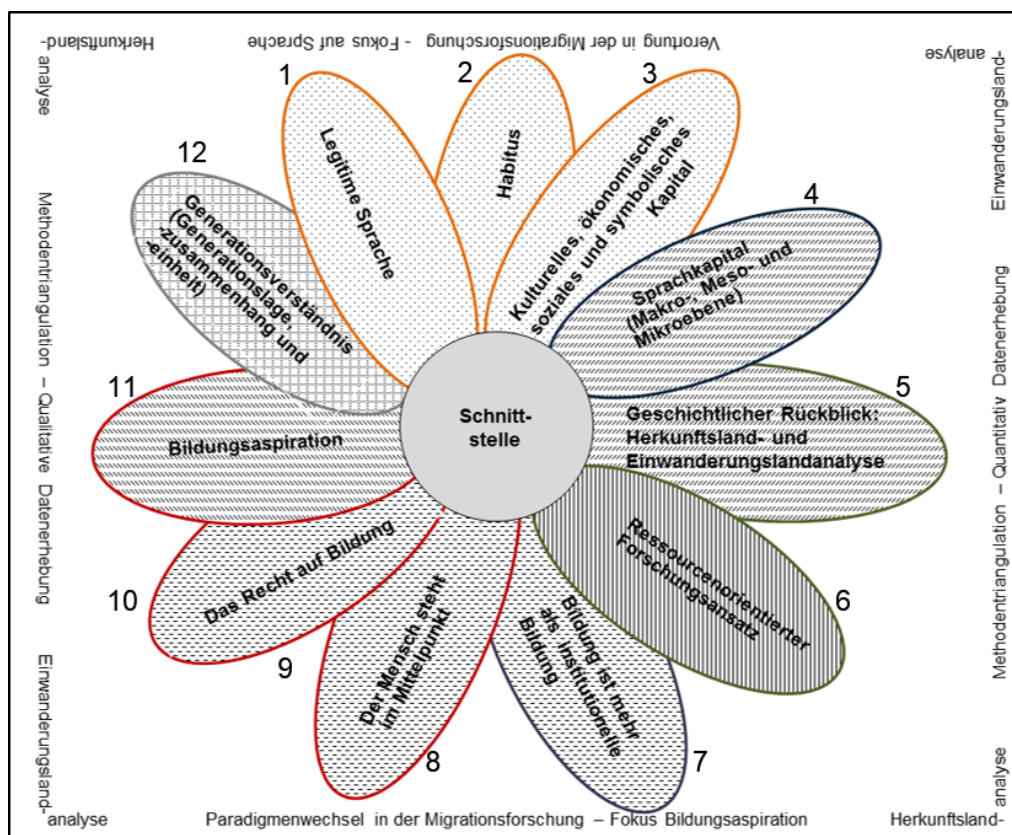 Herkunftsland-
analyse
Verortung in der Migrationsforschung - Fokus auf Sprache
Einwanderungsland-
analyse
1
Legitime Sprache
2
Habitus
3
Kulturelles, ökonomisches,
soziales und symbolisches
Kapital
4
Sprachkapital
(Makro-, Meso- und
Mikroebene)
5
Geschichtlicher Rückblick:
Herkunftsland- und
Einwanderungslandanalyse
6
Ressourcenorientierter
Forschungsansatz
7
Bildung ist mehr
als institutionelle
Bildung
8
Der Mensch steht
im Mittelpunkt
9
Das Recht auf Bildung
10
11
Bildungsaspiration
12
Generationsverständnis
(Generationslage,
-zusammenhang und
-einheit)
Schnitt-
stelle
Methodentriangulation – Quantitativ Datenerhebung
Methodentriangulation – Qualitative Datenerhebung
Einwanderungsland-
analyse
Paradigmenwechsel in der Migrationsforschung – Fokus Bildungsaspiration
Herkunftsland-
analyse